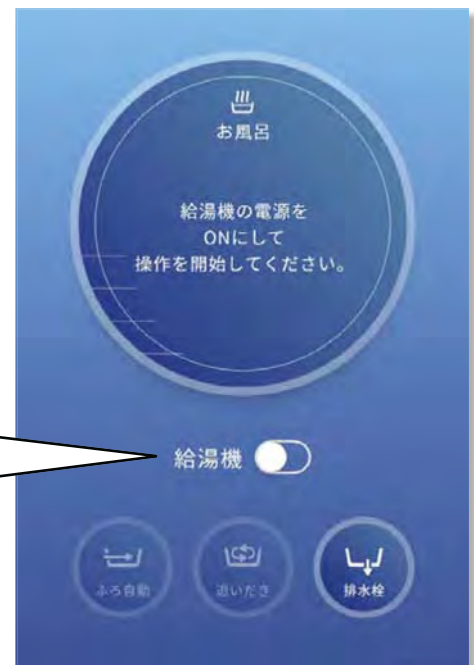 お風呂
給湯機の電源を
ONにして
操作を開始してください。
給湯機
ふろ自動
追いだき
排水栓